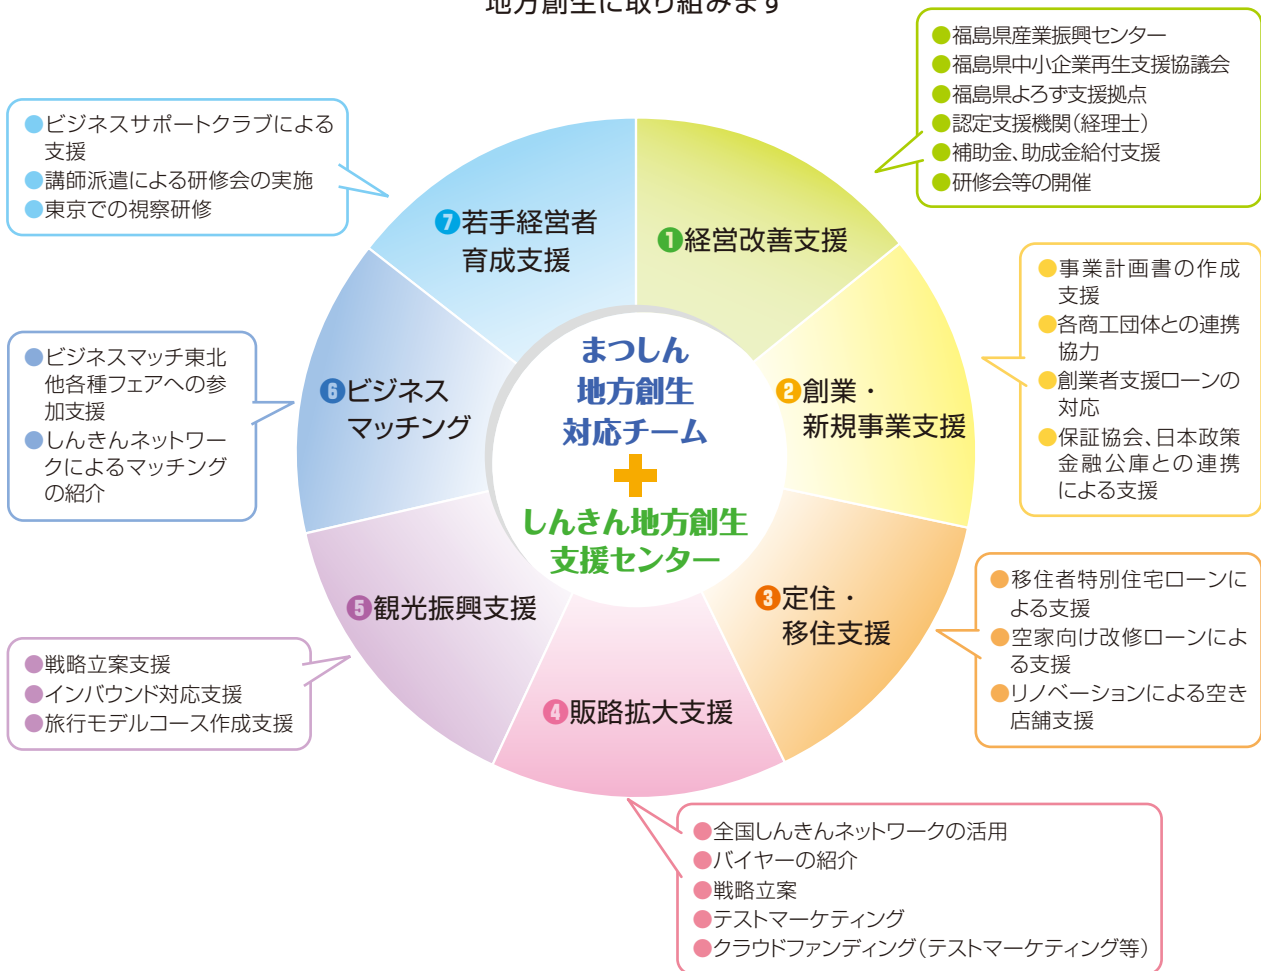 地方創生に取り組みます
●福島県産業振興センター
●福島県中小企業再生支援協議会
●福島県よろず支援拠点
●認定支援機関（経理士）
●補助金、助成金給付支援
●研修会等の開催
●ビジネスサポートクラブによる
支援
●講師派遣による研修会の実施
●東京での視察研修
❼若手経営者
育成支援
❶経営改善支援
●事業計画書の作成
支援
●各商工団体との連携
協力
●創業者支援ローンの
対応
●保証協会、日本政策
金融公庫との連携
による支援
●ビジネスマッチ東北
他各種フェアへの参
加支援
●しんきんネットワー
クによるマッチング
の紹介
❻ビジネス
マッチング
まつしん
地方創生
対応チーム
＋
しんきん地方創生
支援センター
❷創業・
新規事業支援
❺観光振興支援
❸定住・
移住支援
●移住者特別住宅ローンに
よる支援
●空家向け改修ローンによ
る支援
●リノベーションによる空き
店舗支援
●戦略立案支援
●インバウンド対応支援
●旅行モデルコース作成支援
❹販路拡大支援
●全国しんきんネットワークの活用
●バイヤーの紹介
●戦略立案
●テストマーケティング
●クラウドファンディング（テストマーケティング等）